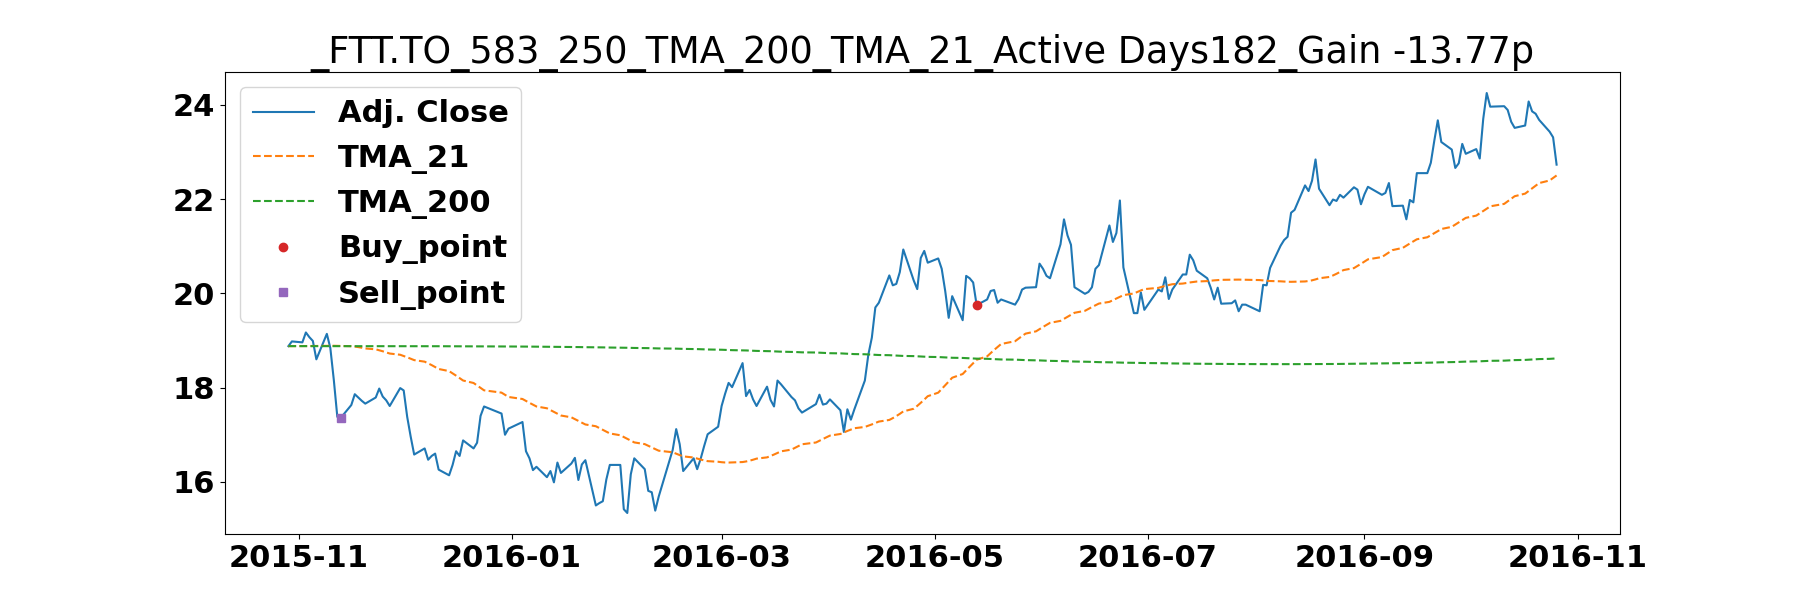 _FTT.TO_583_250_TMA_200_TMA_21_Active Days182_Gain -13.77p
24
22
20
18
16
Adj. Close
TMA_21
TMA_200
Buy_point
Sell_point
2015-11 2016-01 2016-03 2016-05 2016-07 2016-09 2016-11